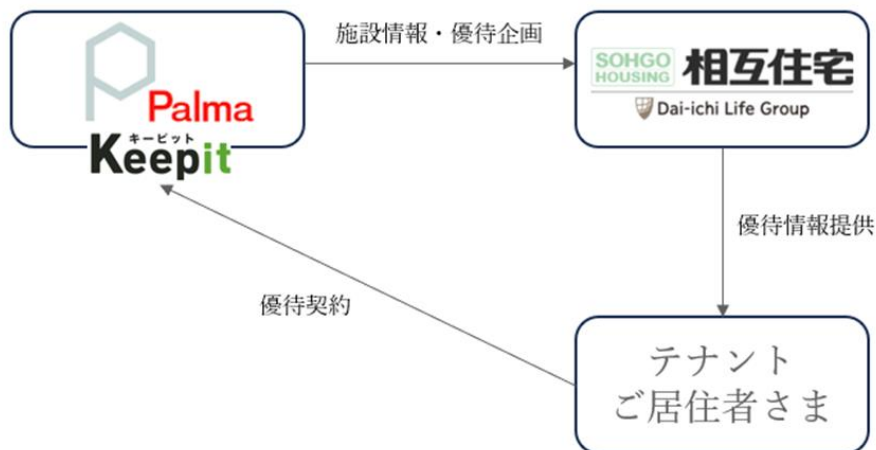 Palma
キーピット
Keepit
施設情報・優待企画
SOHGO
HOUSING
相互住宅
Dai-ichi Life Group
優待情報提供
優待契約
テナント
ご居住者さま